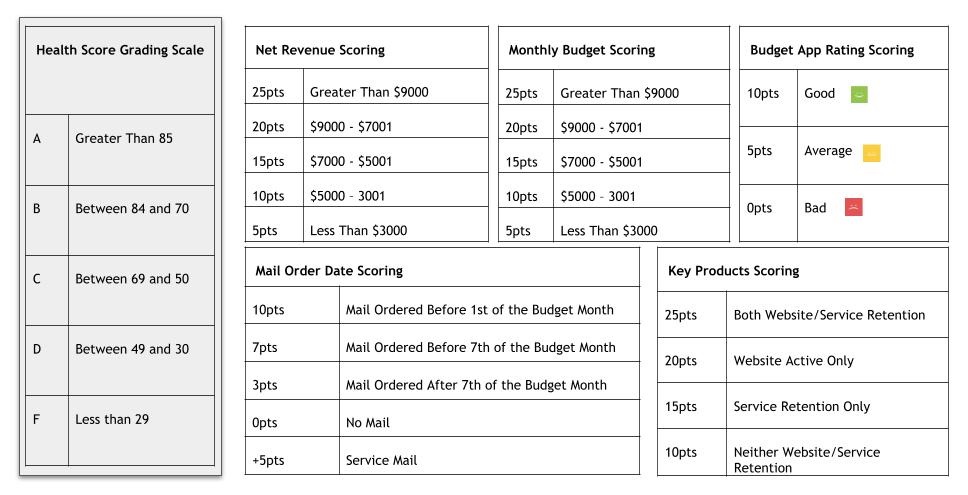 Health Score Grading Scale
A Greater Than 85
B Between 84 and 70
C Between 69 and 50
D Between 49 and 30
F Less than 29
Net Revenue Scoring
25pts Greater Than $9000
20pts $9000 - $7001
15pts $7000 - $5001
10pts $5000 - 3001
5pts Less Than $3000
Monthly Budget Scoring
25pts Greater Than $9000
20pts $9000 - $7001
15pts $7000 - $5001
10pts $5000 - 3001
5pts Less Than $3000
Budget App Rating Scoring
10pts Good
5pts Average
0pts Bad
Mail Order Date Scoring
10pts Mail Ordered Before 1st of the Budget Month
7pts Mail Ordered Before 7th of the Budget Month
3pts Mail Ordered After 7th of the Budget Month
0pts No Mail
+5pts Service Mail
Key Products Scoring
25pts Both Website/Service Retention
20pts Website Active Only
15pts Service Retention Only
10pts Neither Website/Service
Retention